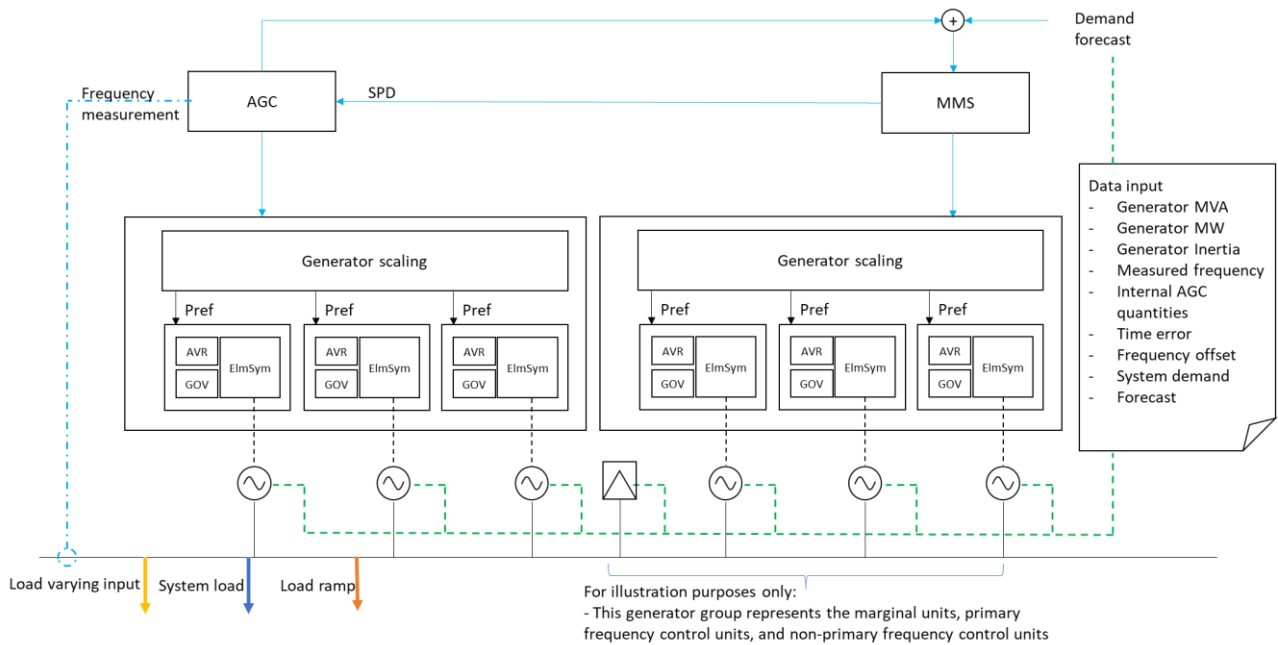 Demand
forecast
+
Frequency
measurement
AGC
SPD
MMS
Data input
- Generator MVA
- Generator MW
- Generator Inertia
- Measured frequency
- Internal AGC
quantities
- Time error
- Frequency offset
- System demand
- Forecast
Generator scaling
Pref
Pref
Pref
AVR
GOV
ElmSym
AVR
GOV
ElmSym
AVR
GOV
ElmSym
Generator scaling
Pref
Pref
Pref
AVR
GOV
ElmSym
AVR
GOV
ElmSym
AVR
GOV
ElmSym
Load varying input
System load
Load ramp
For illustration purposes only:
- This generator group represents the marginal units, primary
frequency control units, and non-primary frequency control units